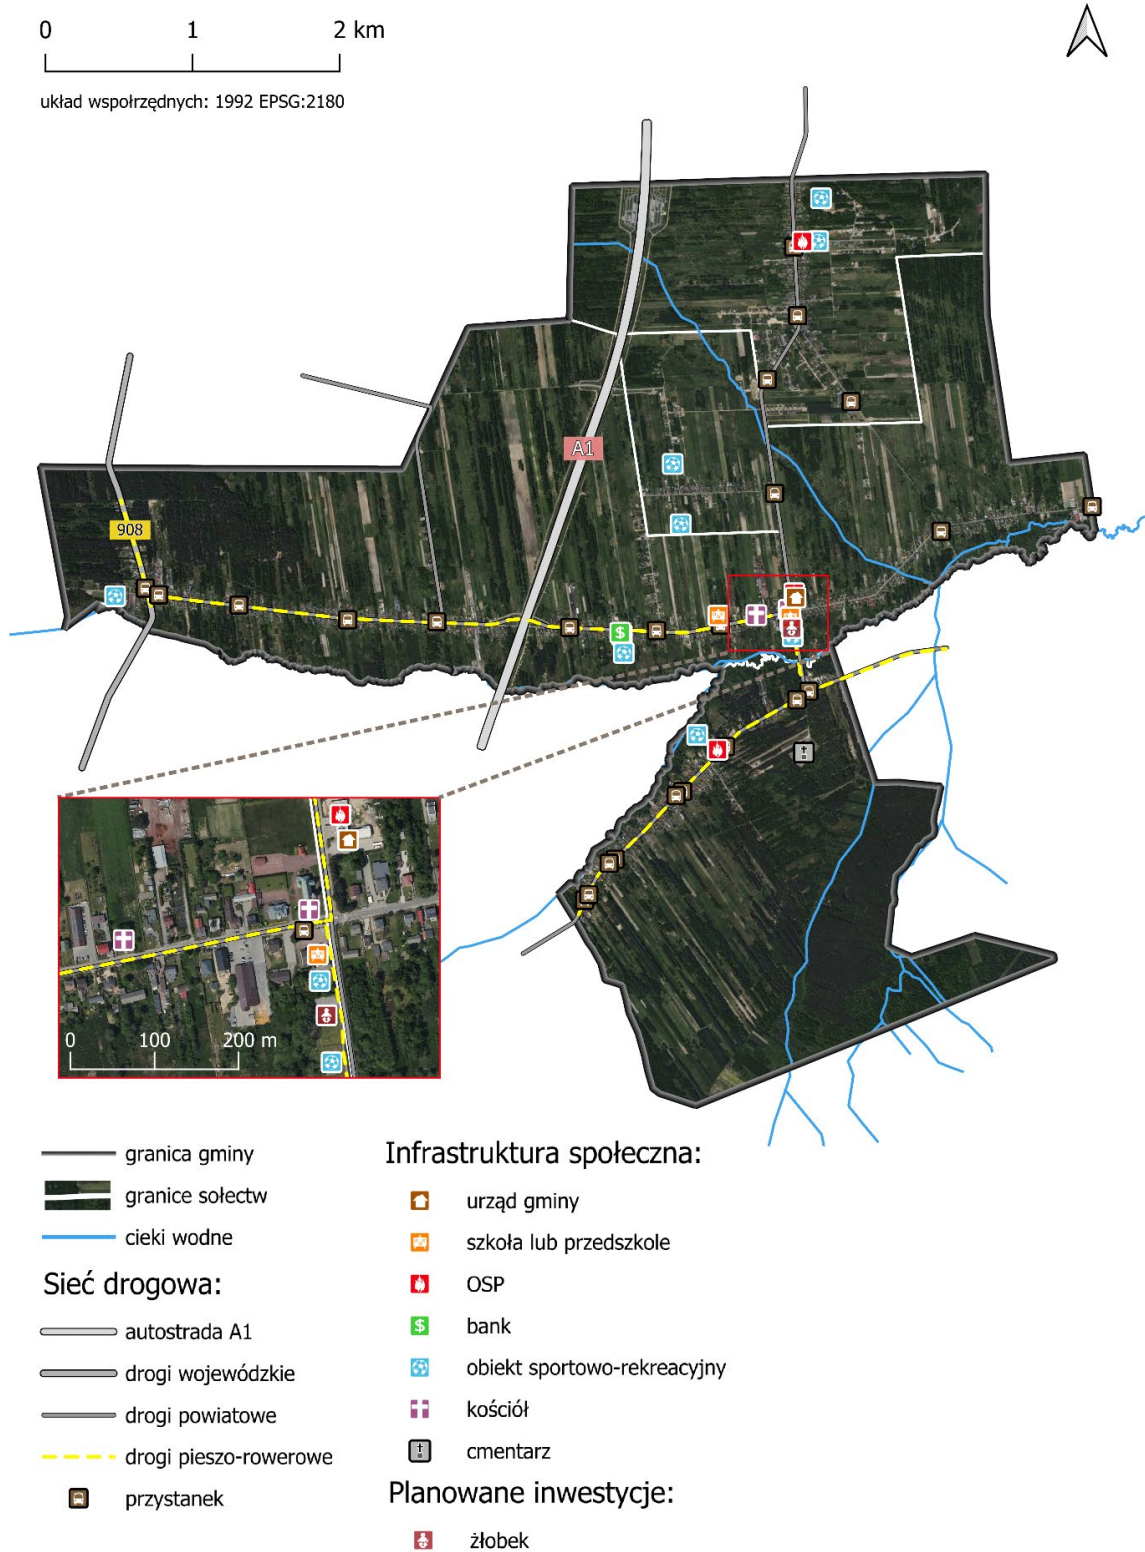 0 1 2 km
układ wspołrzędnych: 1992 EPSG:2180
A1
908
$
0 100 200 m
granica gminy
granice sołectw
cieki wodne
Sieć drogowa:
autostrada A1
drogi wojewódzkie
drogi powiatowe
drogi pieszo-rowerowe
przystanek
Infrastruktura społeczna:
urząd gminy
szkoła lub przedszkole
OSP
$ bank
obiekt sportowo-rekreacyjny
kościół
cmentarz
Planowane inwestycje:
żłobek